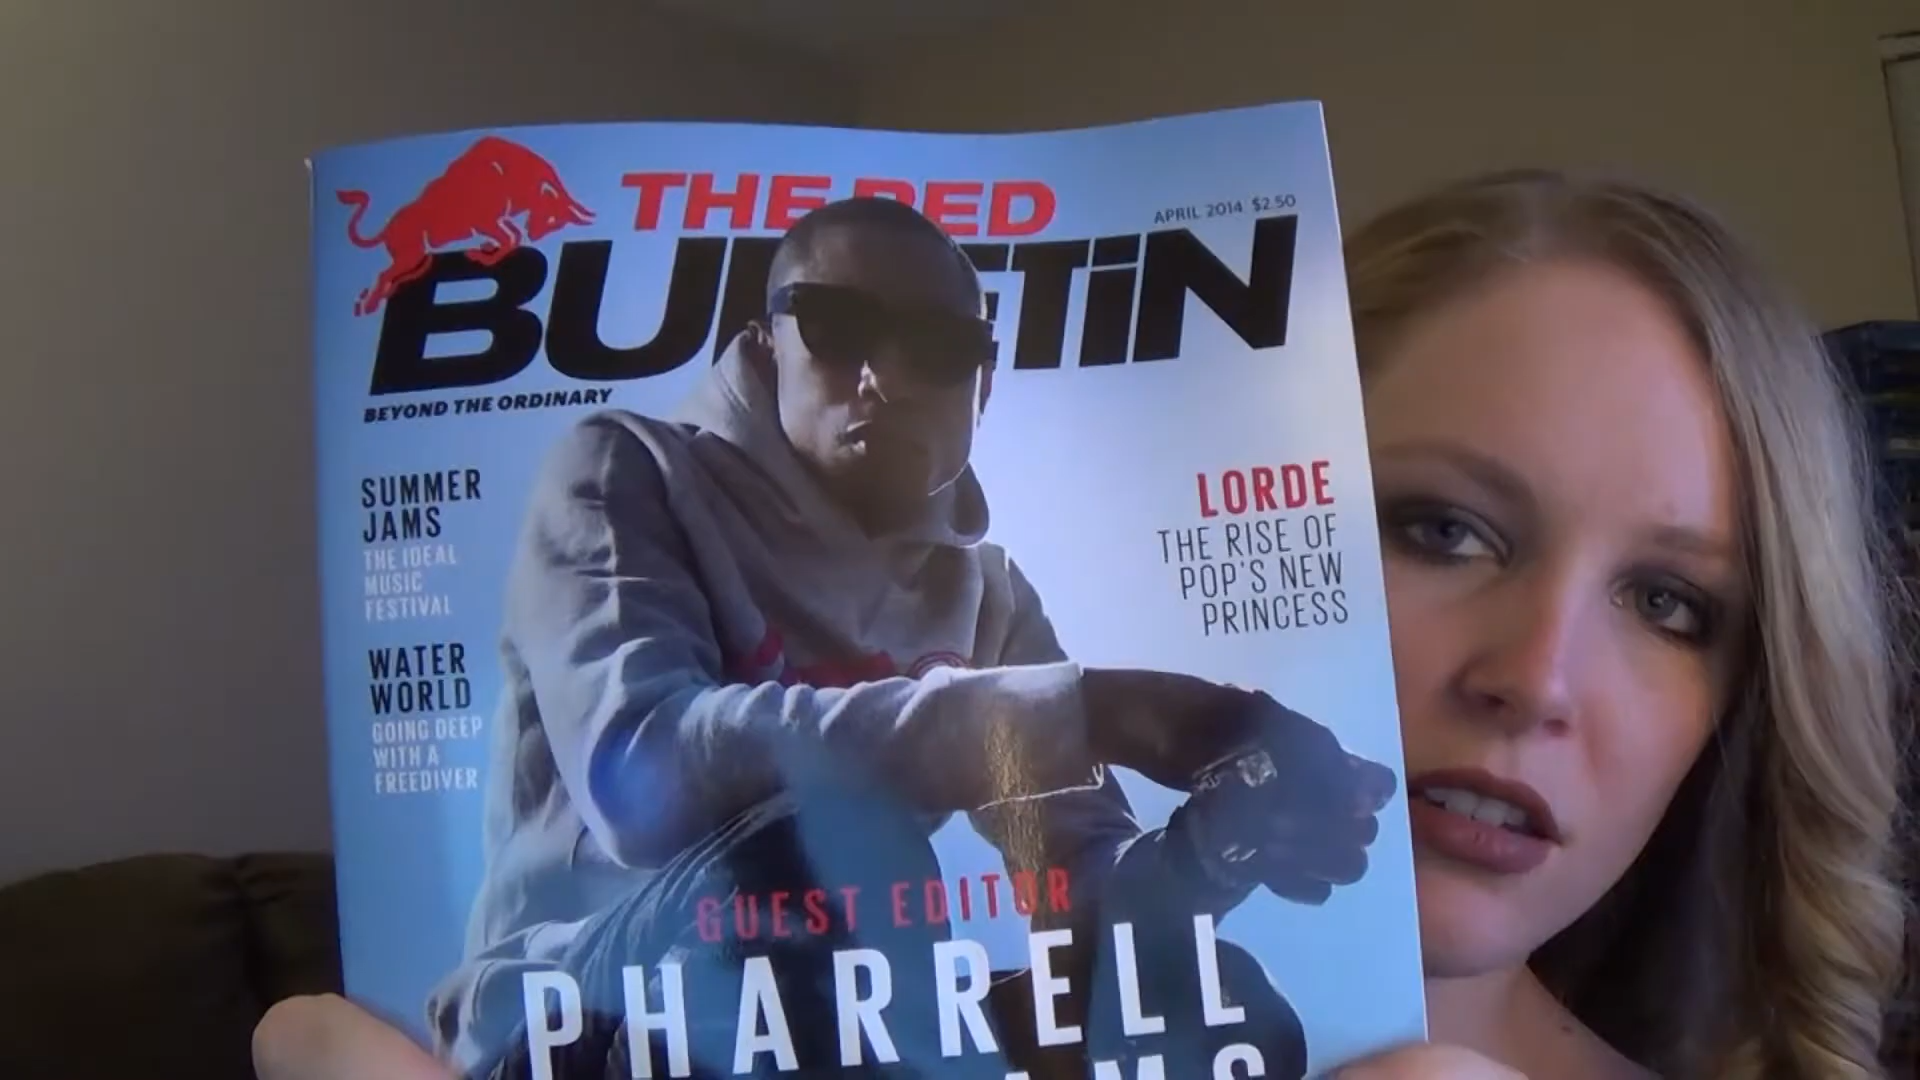 THE RED
APRIL 2014 $2.50
BULLETiN
BEYOND THE ORDINARY
SUMMER
JAMS
THE IDEAL
MUSIC
FESTIVAL
WATER
WORLD
GOING DEEP
WITH A
FREEDIVER
LORDE
THE RISE OF
POP'S NEW
PRINCESS
GUEST EDITOR
PHARRELL